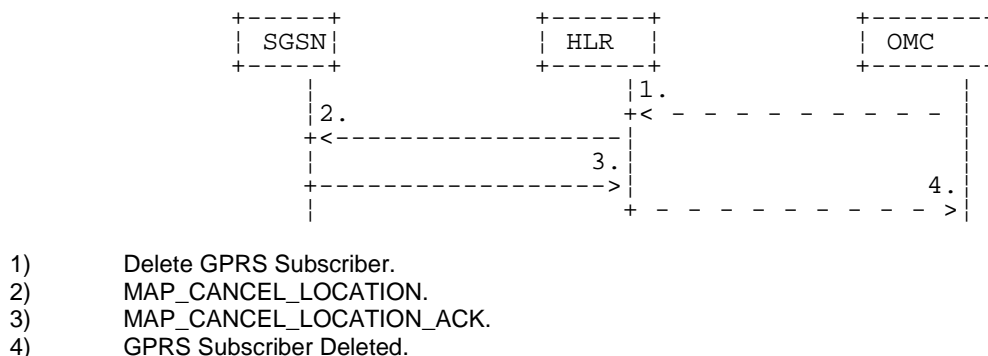 +-----+ +------+ +-------
¦ SGSN¦ ¦ HLR ¦ ¦ OMC
+-----+ +------+ +-------
¦ ¦1. ¦
¦2. +< - - - - - - - - - ¦
+<------------------¦ ¦
¦ 3.¦ ¦
+------------------>¦ 4.¦
¦ + - - - - - - - - - >¦
1) Delete GPRS Subscriber.
2) MAP_CANCEL_LOCATION.
3) MAP_CANCEL_LOCATION_ACK.
4) GPRS Subscriber Deleted.